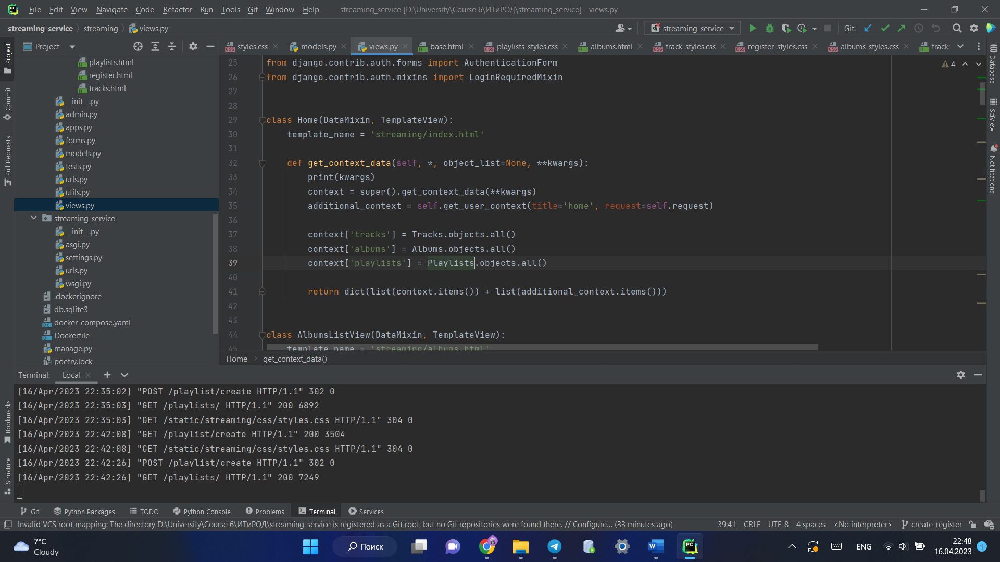 File Edit View Navigate Code Refactor Run Tools Git Window Help streaming_service [D:\University\Course 6\ИТиРОД\streaming_service] - views.py
streaming_service streaming views.py streaming_service Git:
Project
styles.css models.py views.py base.html playlists_styles.css albums.html track_styles.css register_styles.css albums_styles.css tracks
playlists.html
register.html
tracks.html
__init__.py
admin.py
apps.py
forms.py
models.py
tests.py
urls.py
utils.py
views.py
streaming_service
__init__.py
asgi.py
settings.py
urls.py
wsgi.py
.dockerignore
db.sqlite3
docker-compose.yaml
Dockerfile
manage.py
poetry.lock
Project
Commit
Pull Requests
Bookmarks
Structure
25 from django.contrib.auth.forms import AuthenticationForm
26 from django.contrib.auth.mixins import LoginRequiredMixin
27
28
29 class Home(DataMixin, TemplateView):
30 template_name = 'streaming/index.html'
31
32 def get_context_data(self, *, object_list=None, **kwargs):
33 print(kwargs)
34 context = super().get_context_data(**kwargs)
35 additional_context = self.get_user_context(title='home', request=self.request)
36
37 context['tracks'] = Tracks.objects.all()
38 context['albums'] = Albums.objects.all()
39 context['playlists'] = Playlists.objects.all()
40
41 return dict(list(context.items()) + list(additional_context.items()))
42
43
44 class AlbumsListView(DataMixin, TemplateView):
45 template_name = 'streaming/albums.html'
4
Database
SciView
Notifications
Home get_context_data()
Terminal: Local
[16/Apr/2023 22:35:02] "POST /playlist/create HTTP/1.1" 302 0
[16/Apr/2023 22:35:03] "GET /playlists/ HTTP/1.1" 200 6892
[16/Apr/2023 22:35:03] "GET /static/streaming/css/styles.css HTTP/1.1" 304 0
[16/Apr/2023 22:42:08] "GET /playlist/create HTTP/1.1" 200 3504
[16/Apr/2023 22:42:08] "GET /static/streaming/css/styles.css HTTP/1.1" 304 0
[16/Apr/2023 22:42:26] "POST /playlist/create HTTP/1.1" 302 0
[16/Apr/2023 22:42:26] "GET /playlists/ HTTP/1.1" 200 7249
Git Python Packages TODO Python Console Problems Terminal Services
Invalid VCS root mapping: The directory D:\University\Course 6\ИТиРОД\streaming_service is registered as a Git root, but no Git repositories were found there. // Configure... (33 minutes ago) 39:41 CRLF UTF-8 4 spaces <No interpreter> create_register
7°C
Cloudy
Поиск
ENG
22:48
16.04.2023
1